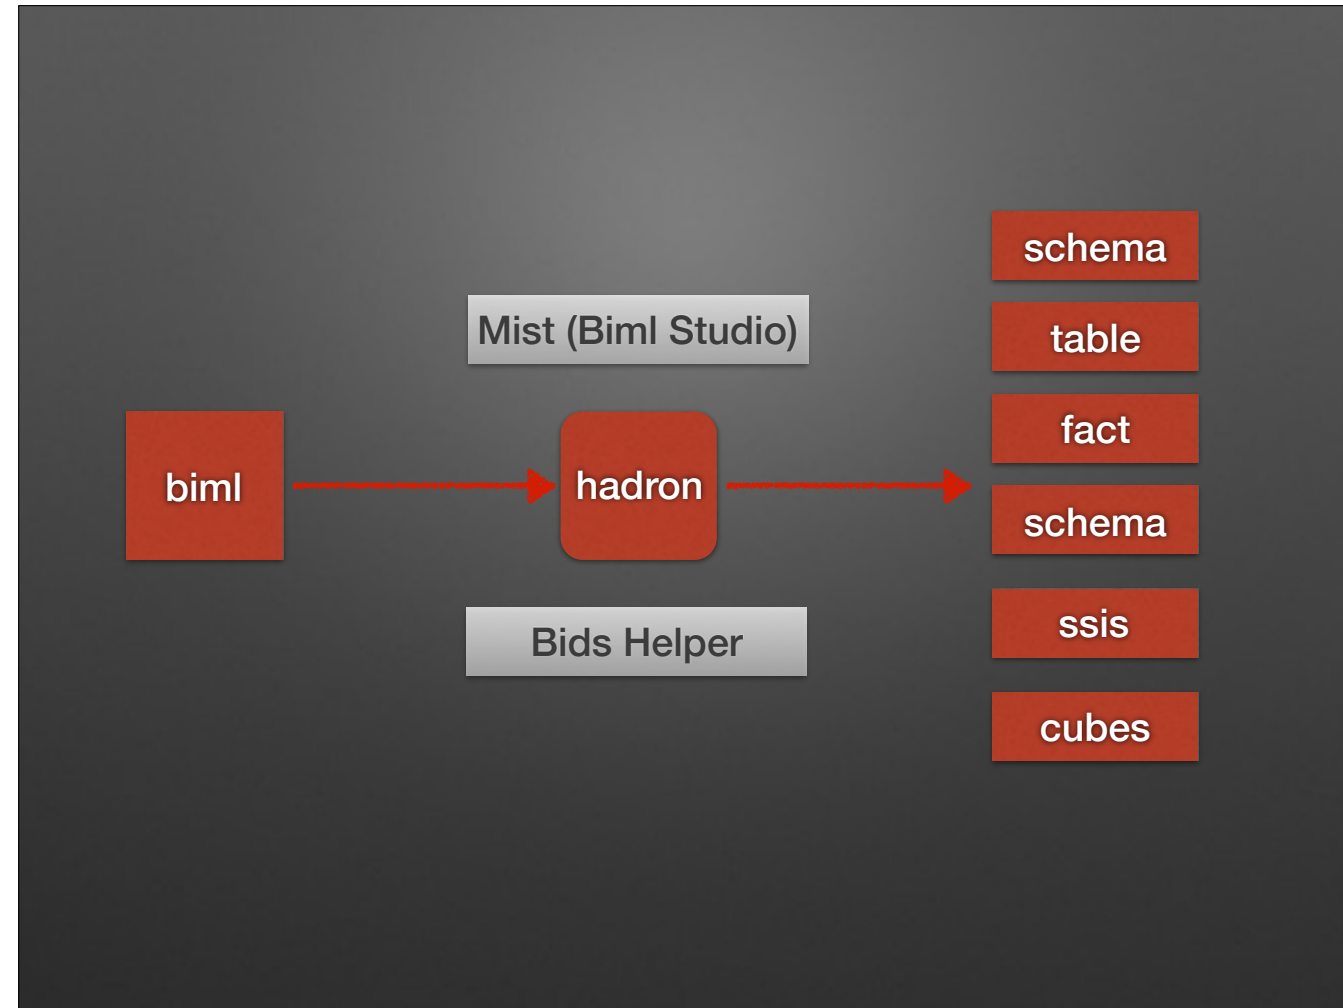 biml
Mist (Biml Studio)
hadron
Bids Helper
schema
table
fact
schema
ssis
cubes